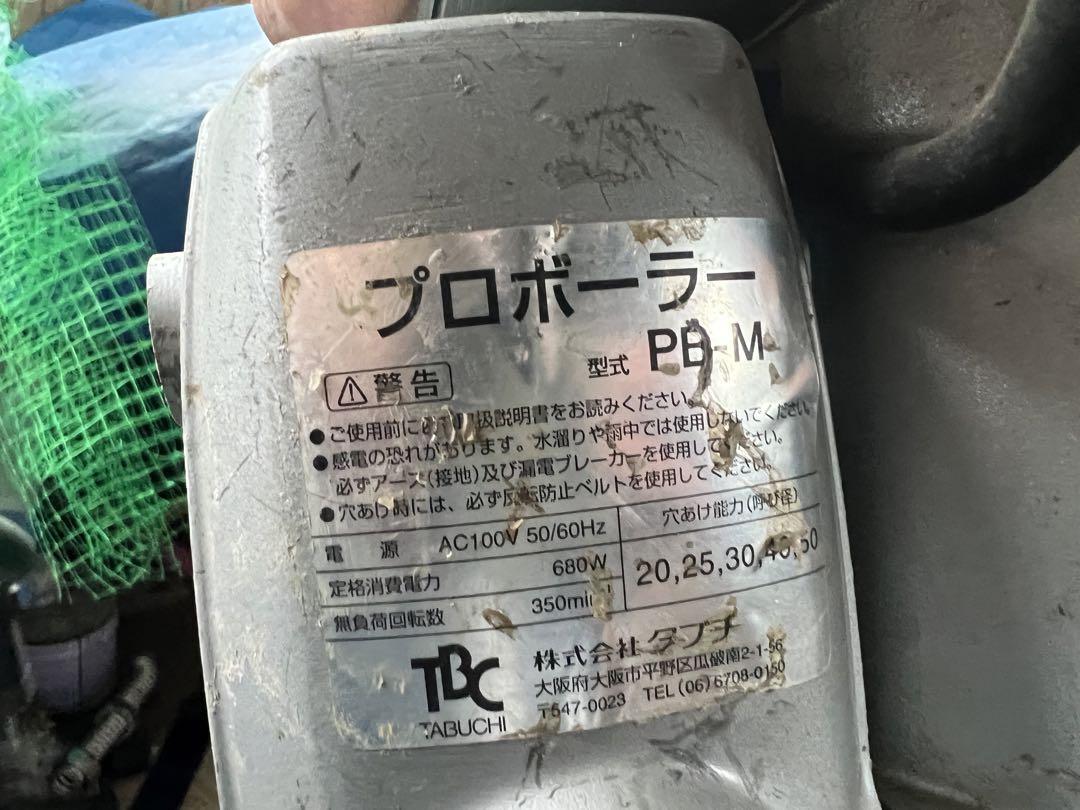 プロボーラー
型式 PB-M
警告
●ご使用前に必ず取扱説明書をお読みください。
●感電の恐れがあります。水溜りや雨中では使用しないでください。
必ずアース(接地)及び漏電ブレーカーを使用してください。
●穴あけ時には、必ず反転防止ベルトを使用してください。
電源 AC100V 50/60Hz
定格消費電力 680W
無負荷回転数 350min
穴あけ能力(呼び径)
20,25,30,40,50
TBC
TABUCHI
株式会社 タブチ
大阪府大阪市平野区瓜破南2-1-56
〒547-0023 TEL(06)6708-0150